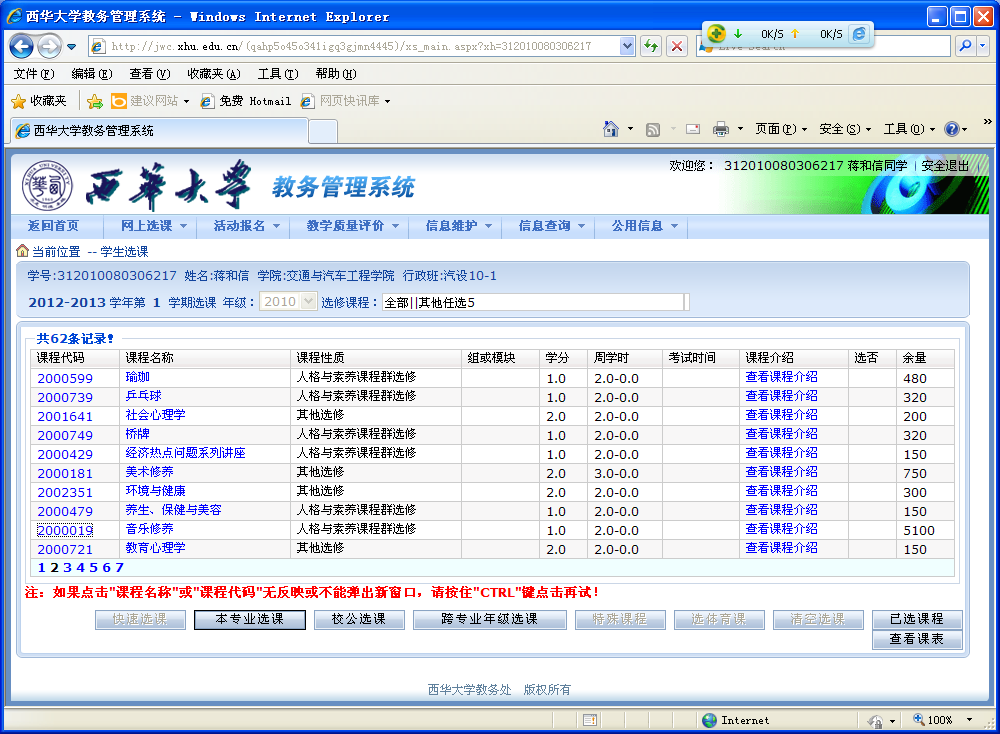 西华大学教务管理系统 - Windows Internet Explorer
http://jwc.xhu.edu.cn/(qahp5o45o34ligq3gjmn4445)/xs_main.aspx?xh=312010080306217
Live Search
0K/S 0K/S
文件(F) 编辑(E) 查看(V) 收藏夹(A) 工具(T) 帮助(H)
收藏夹 建议网站 免费 Hotmail 网页快讯库
西华大学教务管理系统
页面(P) 安全(S) 工具(O) »
西华大学 教务管理系统
欢迎您： 312010080306217 蒋和信同学 | 安全退出
返回首页 网上选课 活动报名 教学质量评价 信息维护 信息查询 公用信息
当前位置 -- 学生选课
学号:312010080306217 姓名:蒋和信 学院:交通与汽车工程学院 行政班:汽设10-1
2012-2013 学年第 1 学期选课 年级： 2010 选修课程： 全部||其他任选5
共62条记录!
课程代码 课程名称 课程性质 组或模块 学分 周学时 考试时间 课程介绍 选否 余量
2000599 瑜珈 人格与素养课程群选修 1.0 2.0-0.0 查看课程介绍 480
2000739 乒乓球 人格与素养课程群选修 1.0 2.0-0.0 查看课程介绍 320
2001641 社会心理学 其他选修 2.0 2.0-0.0 查看课程介绍 200
2000749 桥牌 人格与素养课程群选修 1.0 2.0-0.0 查看课程介绍 320
2000429 经济热点问题系列讲座 人格与素养课程群选修 1.0 2.0-0.0 查看课程介绍 150
2000181 美术修养 其他选修 2.0 3.0-0.0 查看课程介绍 750
2002351 环境与健康 其他选修 2.0 2.0-0.0 查看课程介绍 300
2000479 养生、保健与美容 人格与素养课程群选修 1.0 2.0-0.0 查看课程介绍 150
2000019 音乐修养 人格与素养课程群选修 1.0 2.0-0.0 查看课程介绍 5100
2000721 教育心理学 其他选修 2.0 2.0-0.0 查看课程介绍 150
1 2 3 4 5 6 7
注：如果点击"课程名称"或"课程代码"无反映或不能弹出新窗口，请按住"CTRL"键点击再试！
快速选课 本专业选课 校公选课 跨专业年级选课 特殊课程 选体育课 清空选课 已选课程
查看课表
西华大学教务处 版权所有
Internet 100%